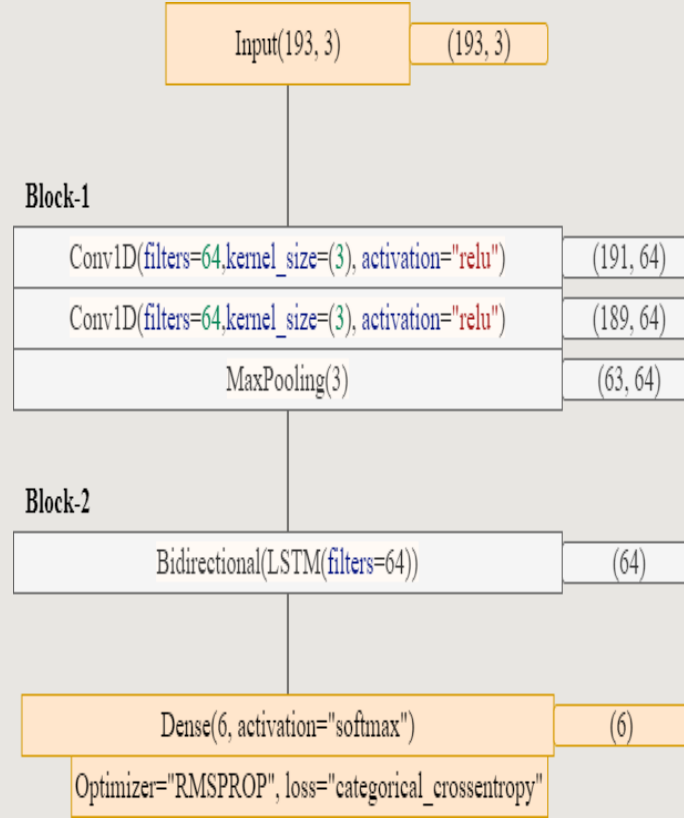 Input(193, 3) (193, 3)
Block-1
Conv1D(filters=64,kernel_size=(3), activation="relu") (191, 64)
Conv1D(filters=64,kernel_size=(3), activation="relu") (189, 64)
MaxPooling(3) (63, 64)
Block-2
Bidirectional(LSTM(filters=64)) (64)
Dense(6, activation="softmax") (6)
Optimizer="RMSPROP", loss="categorical_crossentropy"